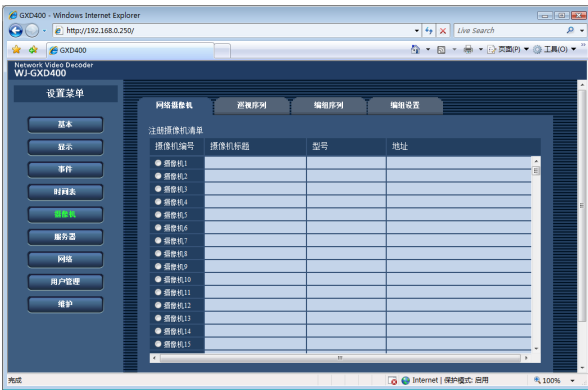 GXD400 - Windows Internet Explorer
http://192.168.0.250/
Live Search
GXD400
页面(P)
工具(O)
Network Video Decoder
WJ-GXD400
设置菜单
网络摄像机
巡视序列
编组序列
编组设置
基本
显示
事件
时间表
摄像机
服务器
网络
用户管理
维护
注册摄像机清单
摄像机编号
摄像机标题
型号
地址
摄像机1
摄像机2
摄像机3
摄像机4
摄像机5
摄像机6
摄像机7
摄像机8
摄像机9
摄像机10
摄像机11
摄像机12
摄像机13
摄像机14
摄像机15
完成
Internet | 保护模式: 启用
100%